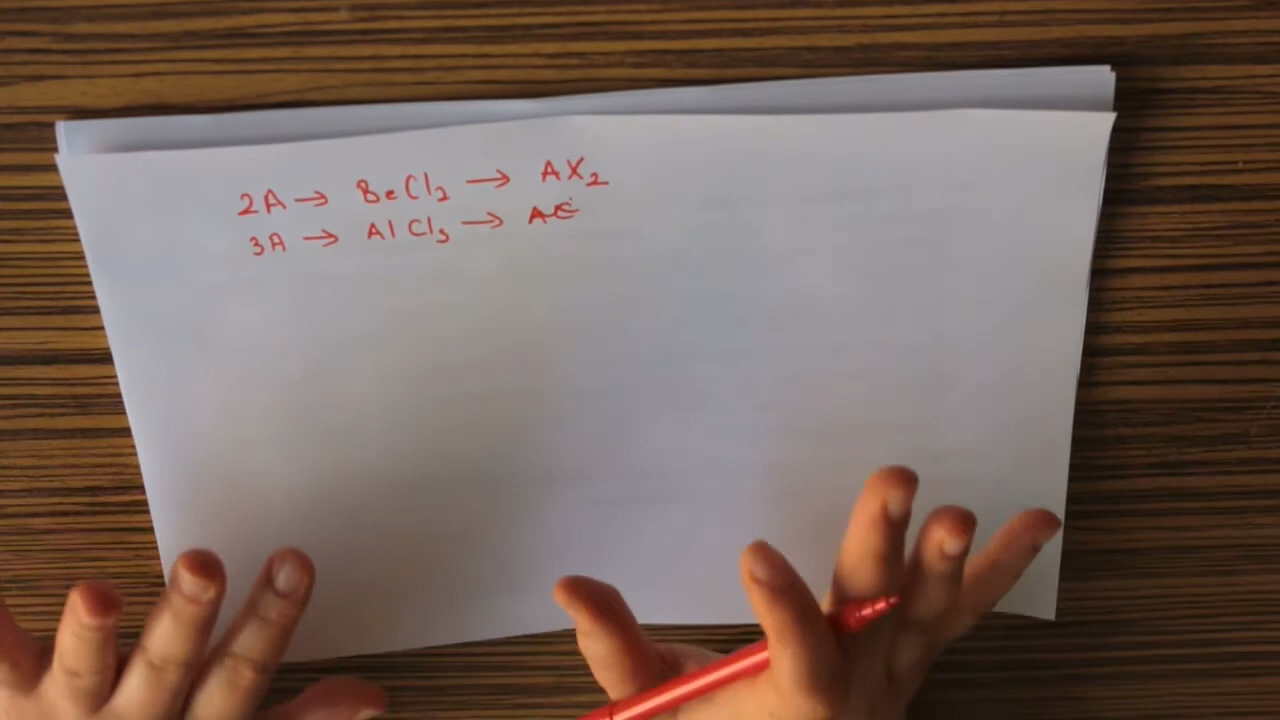 2A → BeCl₂ → AX₂
3A → AlCl₃ →